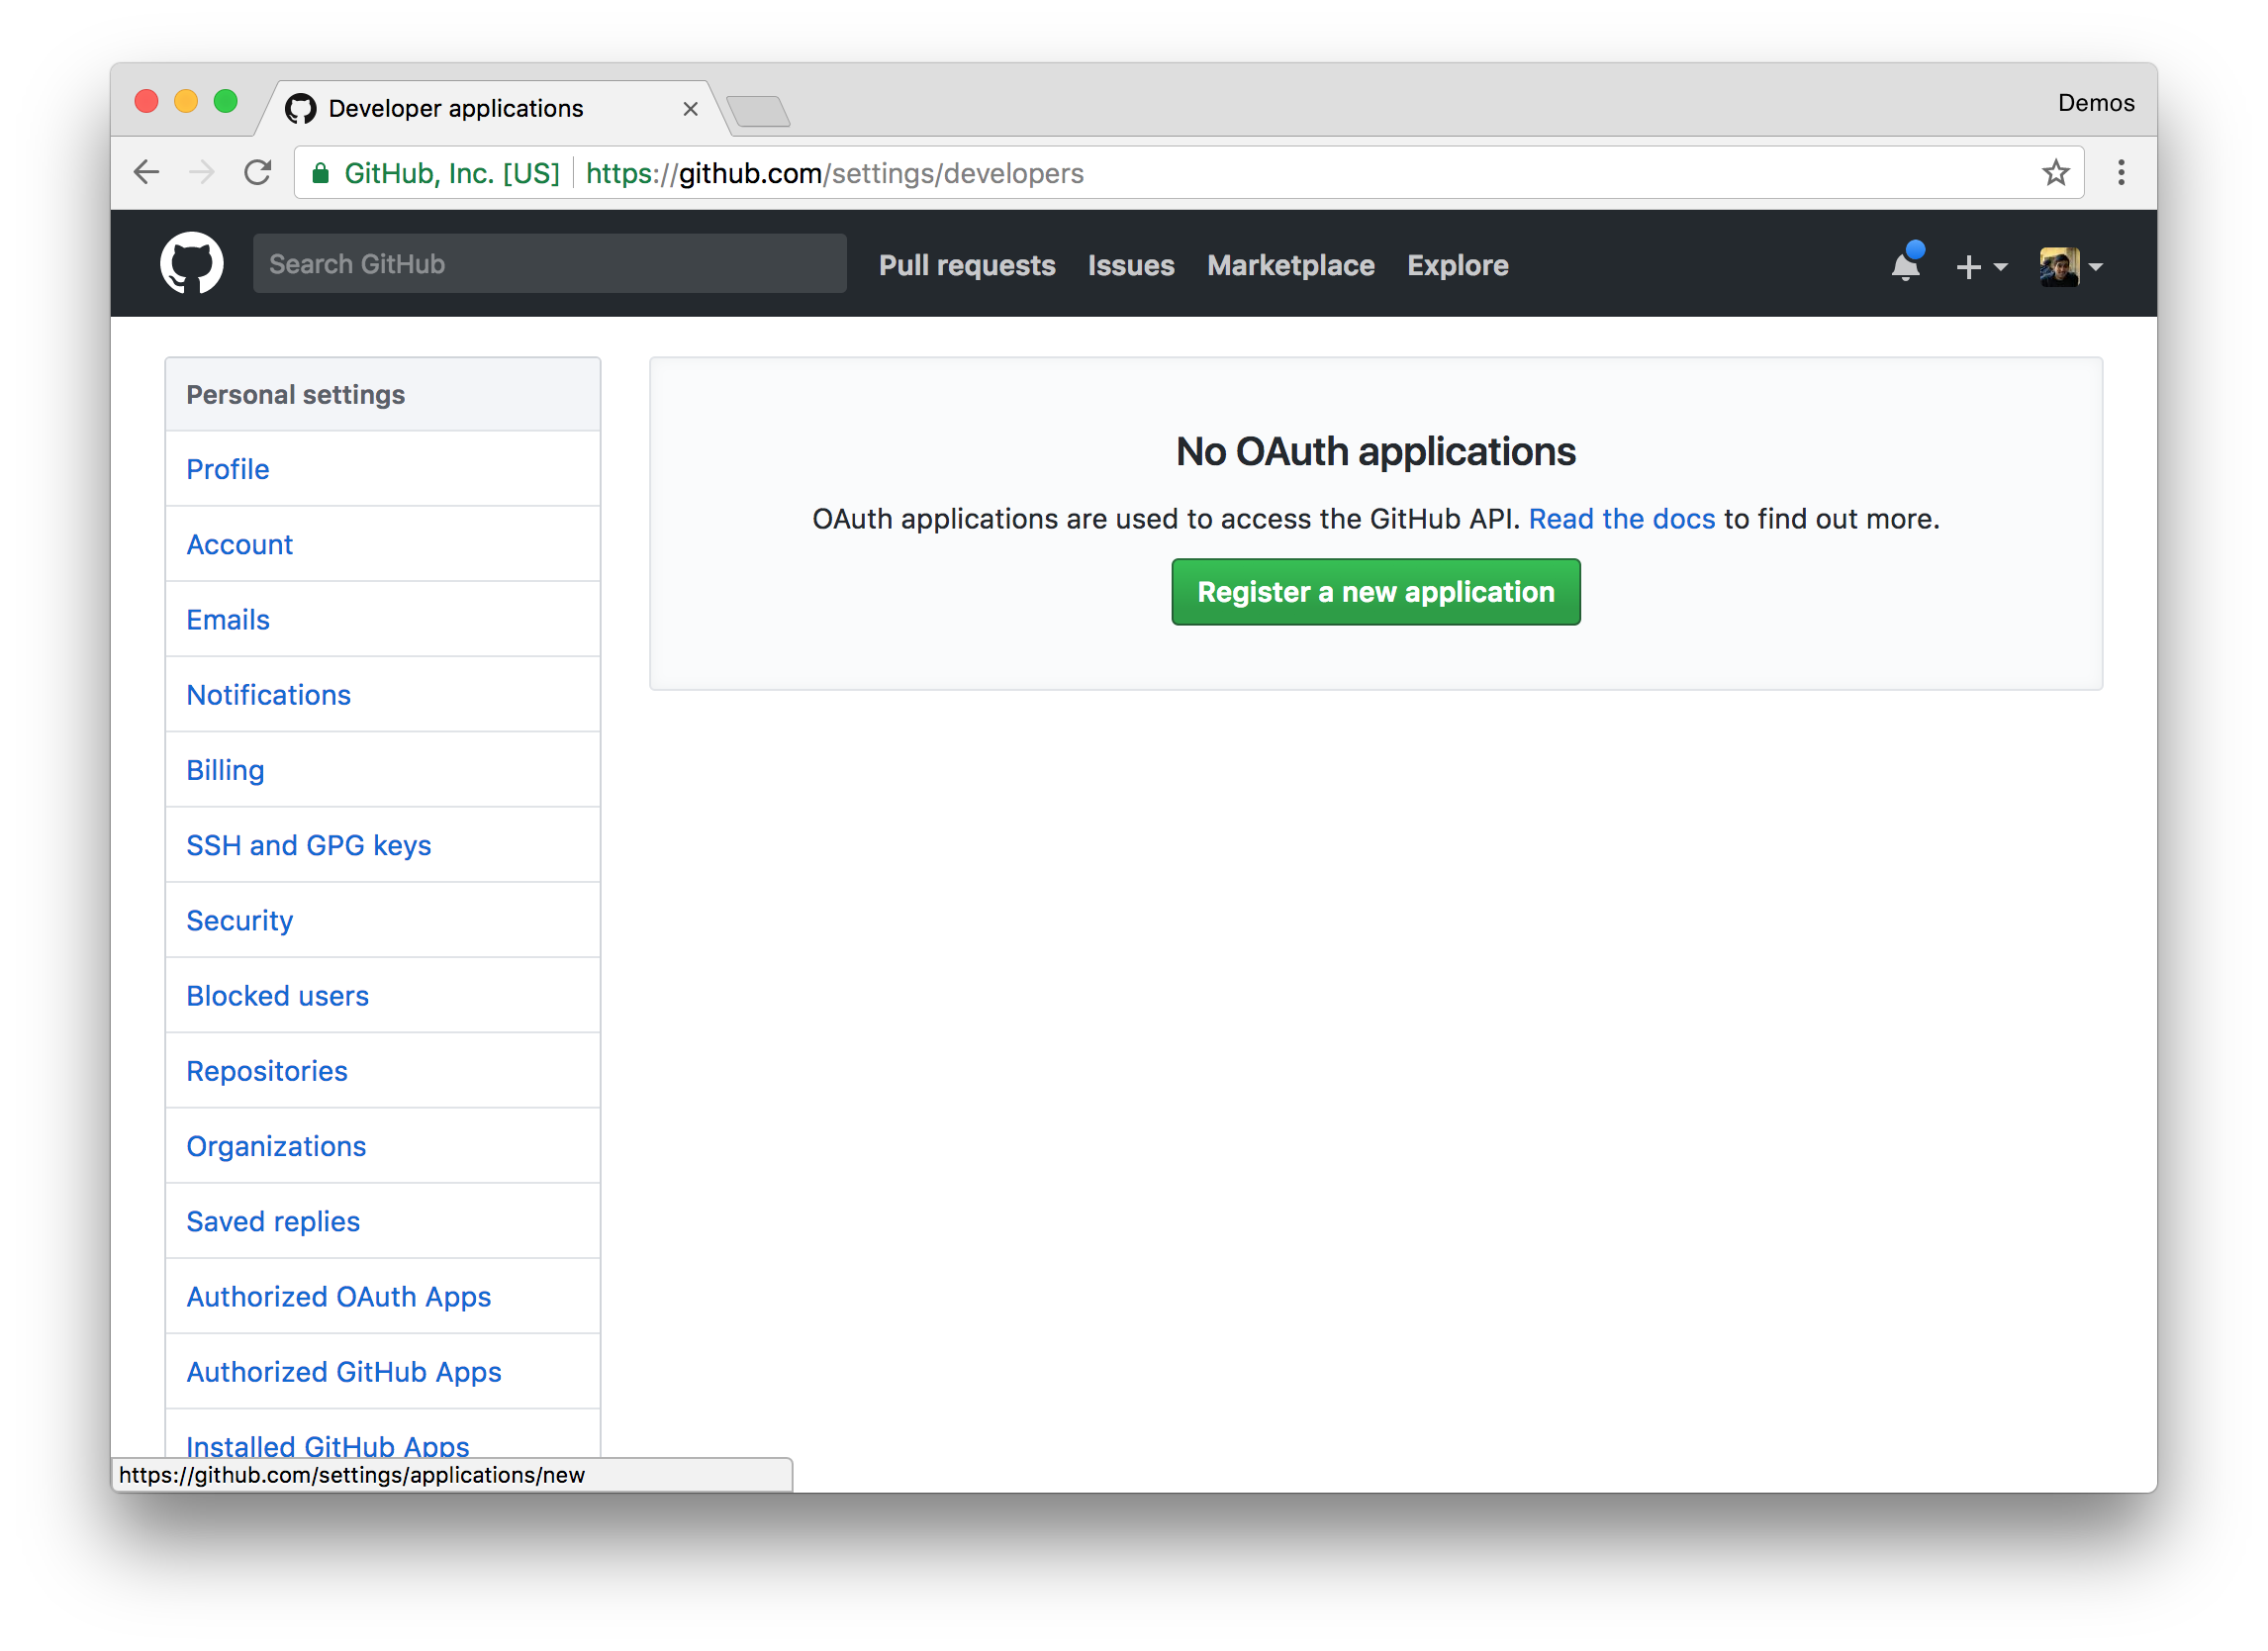 Developer applications
Demos
GitHub, Inc. [US] https://github.com/settings/developers
Search GitHub
Pull requests Issues Marketplace Explore
Personal settings
Profile
Account
Emails
Notifications
Billing
SSH and GPG keys
Security
Blocked users
Repositories
Organizations
Saved replies
Authorized OAuth Apps
Authorized GitHub Apps
Installed GitHub Apps
No OAuth applications
OAuth applications are used to access the GitHub API. Read the docs to find out more.
Register a new application
https://github.com/settings/applications/new